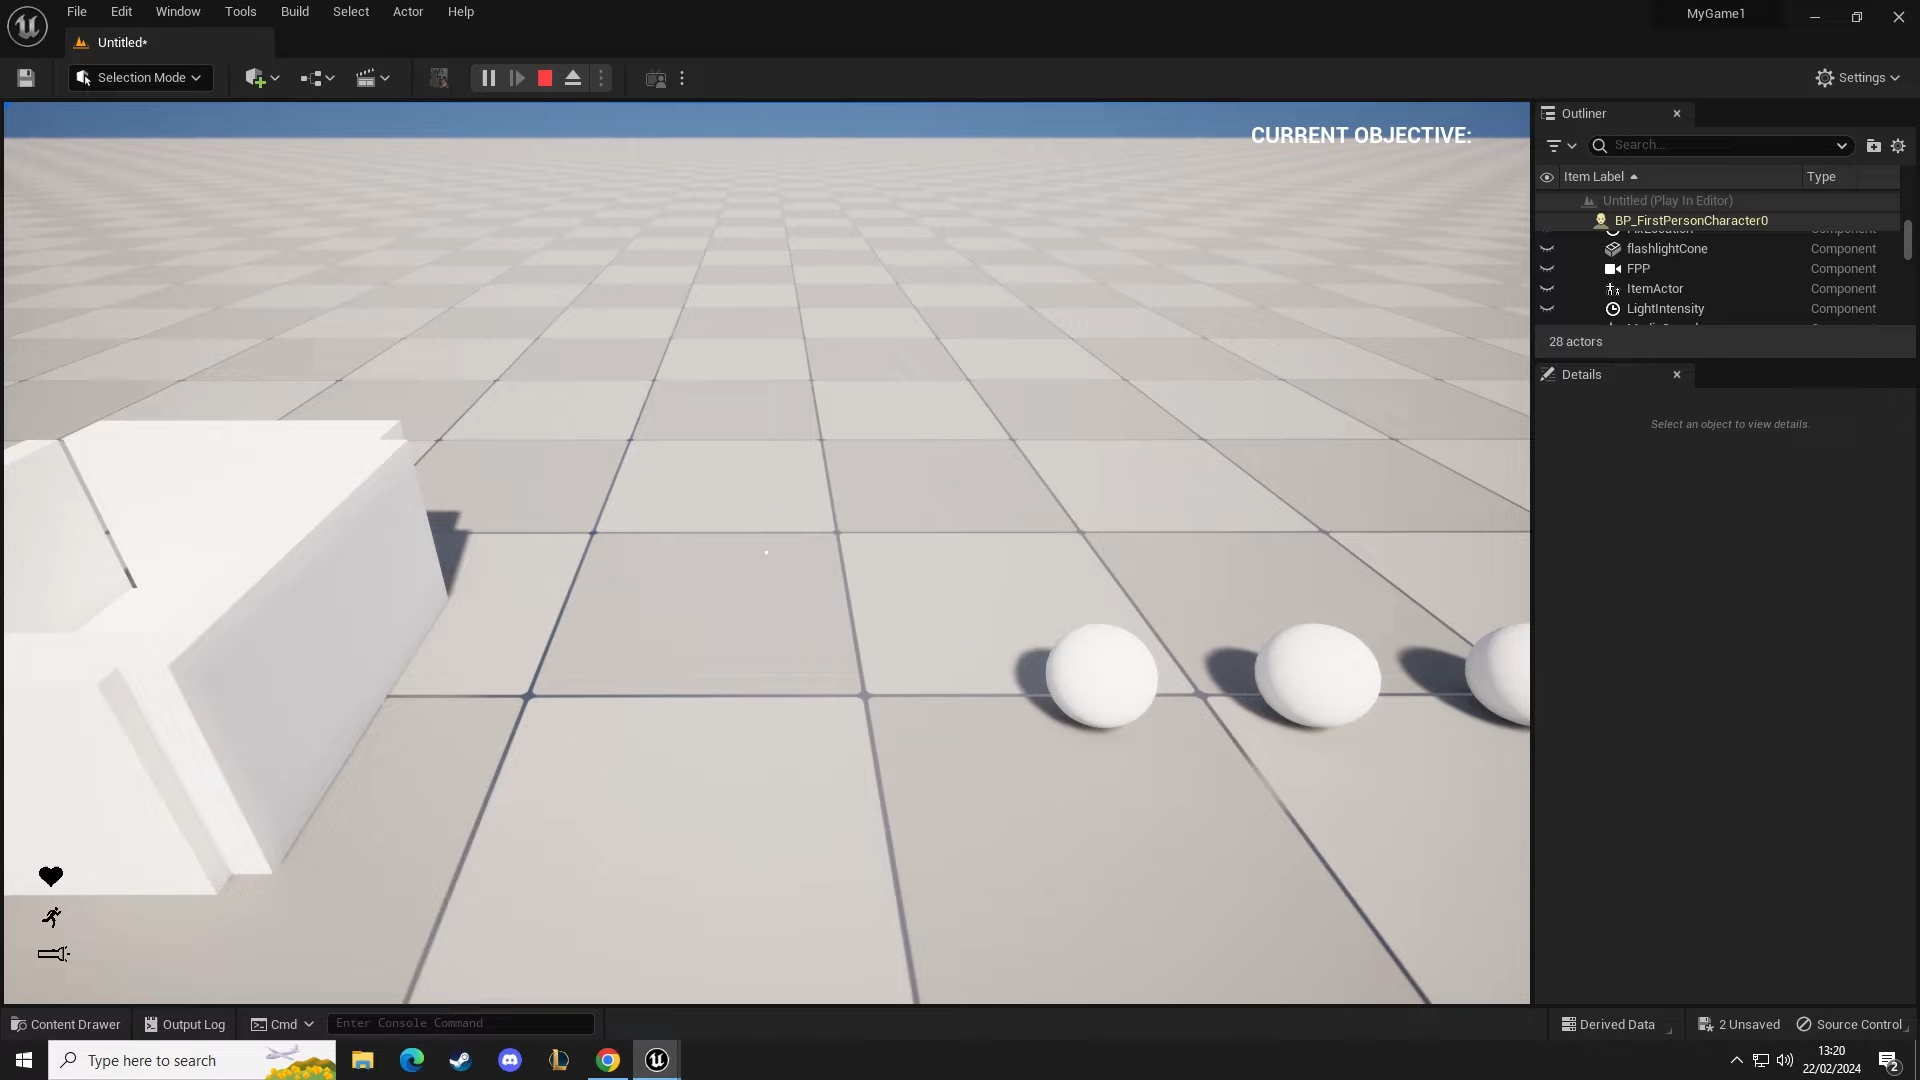 File Edit Window Tools Build Select Actor Help
MyGame1
Untitled*
Selection Mode
Settings
CURRENT OBJECTIVE:
Outliner
Search...
Item Label Type
Untitled (Play In Editor)
BP_FirstPersonCharacter0
flashlightCone Component
FPP Component
ItemActor Component
LightIntensity Component
28 actors
Details
Select an object to view details.
Content Drawer Output Log Cmd Enter Console Command
Derived Data 2 Unsaved Source Control
Type here to search
13:20
22/02/2024
2